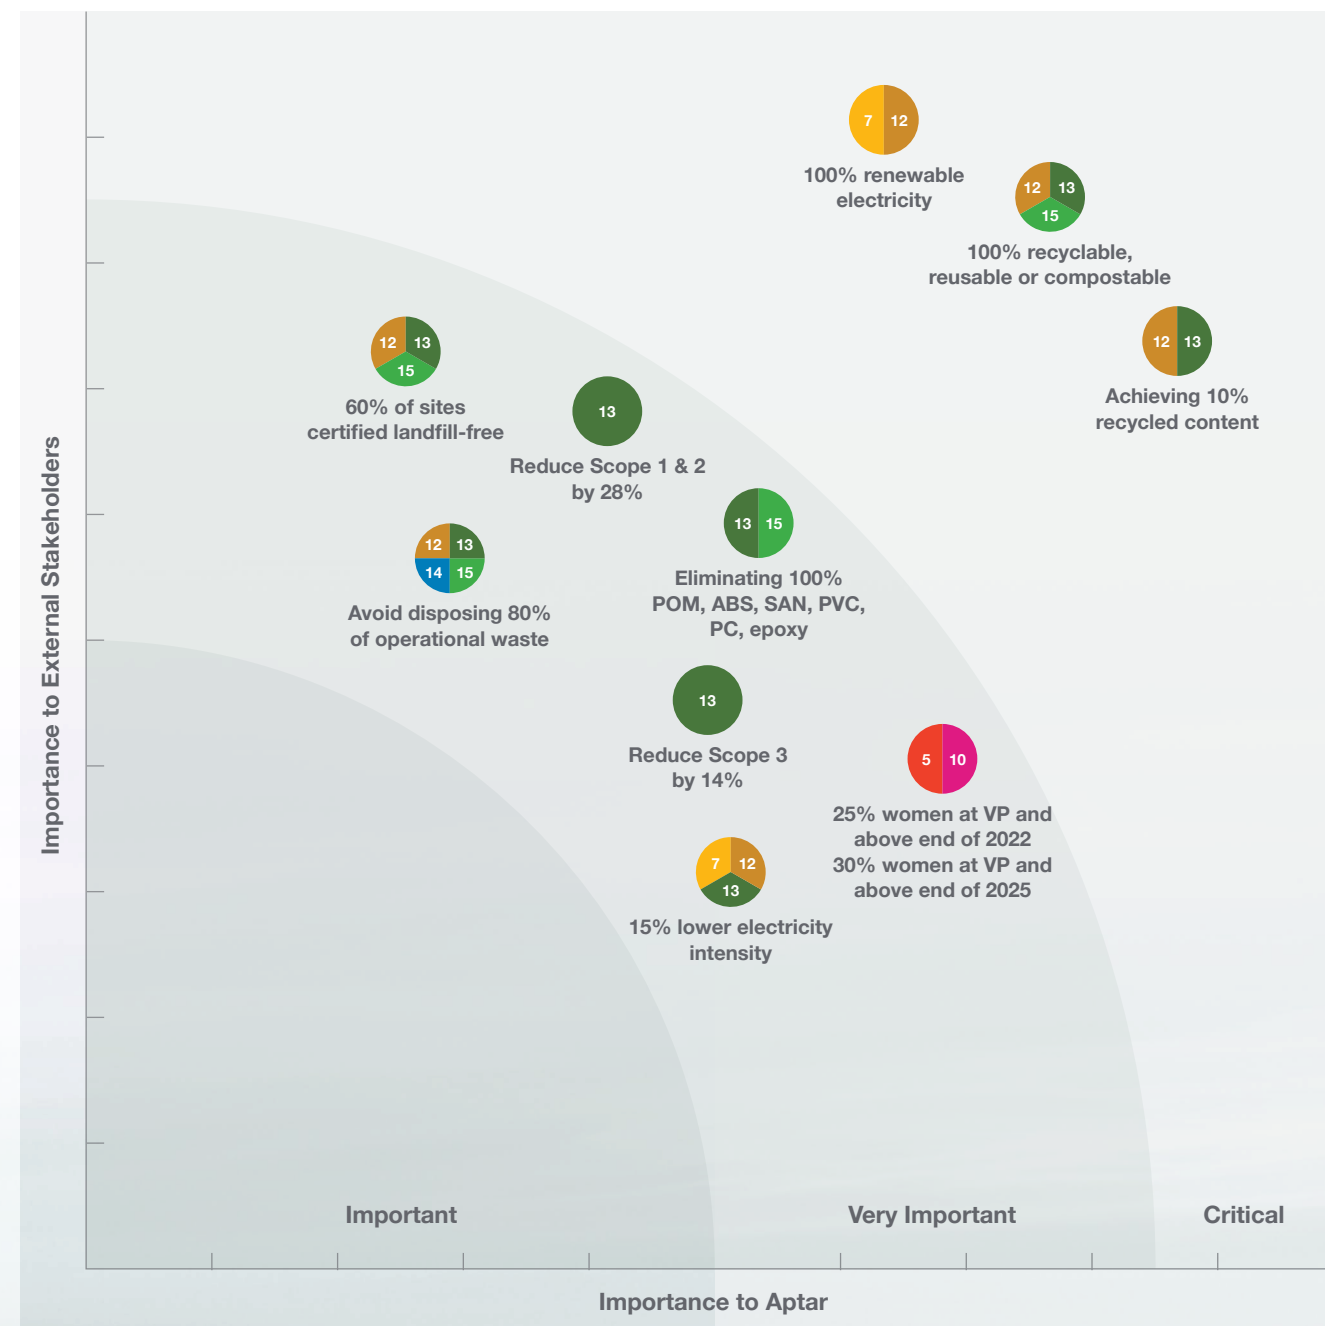 7 12
100% renewable
electricity
12 13
15
100% recyclable,
reusable or compostable
12 13
Achieving 10%
recycled content
12 13
15
60% of sites
certified landfill-free
13
Reduce Scope 1 & 2
by 28%
13 15
Eliminating 100%
POM, ABS, SAN, PVC,
PC, epoxy
12 13
14 15
Avoid disposing 80%
of operational waste
13
Reduce Scope 3
by 14%
5 10
25% women at VP and
above end of 2022
30% women at VP and
above end of 2025
7 12
13
15% lower electricity
intensity
Importance to External Stakeholders
Important
Very Important
Critical
Importance to Aptar